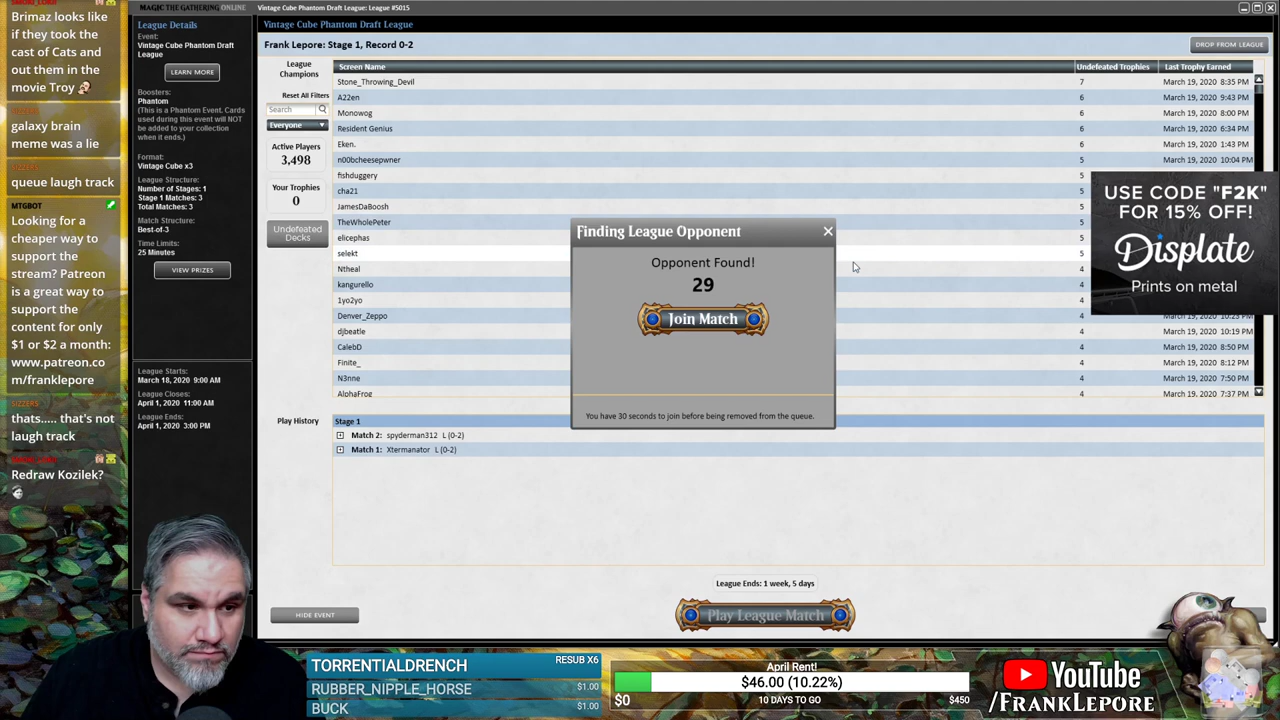 SMOKI_CORN
Brimaz looks like
if they took the
cast of Cats and
out them in the
movie Troy
SIZZERS
galaxy brain
meme was a lie
SIZZERS
queue laugh track
MTGBOT
Looking for a
cheaper way to
support the
stream? Patreon
is a great way to
support the
content for only
$1 or $2 a month:
www.patreon.co
m/franklepore
SIZZERS
thats..... that's not
laugh track
Redraw Kozilek?
MAGIC THE GATHERING ONLINE
Vintage Cube Phantom Draft League: League #5015
League Details
Event:
Vintage Cube Phantom Draft
League
LEARN MORE
Boosters:
Phantom
(This is a Phantom Event. Cards
used during this event will NOT
be added to your collection
when it ends.)
Format:
Vintage Cube x3
League Structure:
Number of Stages: 1
Stage 1 Matches: 3
Total Matches: 3
Match Structure:
Best-of-3
Time Limits:
25 Minutes
VIEW PRIZES
League Starts:
March 18, 2020 9:00 AM
League Closes:
April 1, 2020 11:00 AM
League Ends:
April 1, 2020 3:00 PM
Vintage Cube Phantom Draft League
Frank Lepore: Stage 1, Record 0-2
DROP FROM LEAGUE
League
Champions
Reset All Filters
Search
Everyone
Active Players
3,498
Your Trophies
0
Undefeated
Decks
Screen Name Undefeated Trophies Last Trophy Earned
Stone_Throwing_Devil 7 March 19, 2020 8:35 PM
A22en 6 March 19, 2020 9:43 PM
Monowog 6 March 19, 2020 8:00 PM
Resident Genius 6 March 19, 2020 6:34 PM
Eken. 6 March 19, 2020 1:43 PM
n00bcheesepwner 5 March 19, 2020 10:04 PM
fishduggery 5
cha21 5
JamesDaBoosh 5
TheWholePeter 5
elicephas 5
selekt 5
Ntheal 4
kangurello 4
1yo2yo 4
Denver_Zeppo 4 March 19, 2020 10:23 PM
djbeatle 4 March 19, 2020 10:19 PM
CalebD 4 March 19, 2020 8:50 PM
Finite_ 4 March 19, 2020 8:12 PM
N3nne 4 March 19, 2020 7:50 PM
AlphaFrog 4 March 19, 2020 7:37 PM
Finding League Opponent
Opponent Found!
29
Join Match
You have 30 seconds to join before being removed from the queue.
USE CODE "F2K"
FOR 15% OFF!
Displate
Prints on metal
Play History
Stage 1
Match 2: spyderman312 L (0-2)
Match 1: Xtermanator L (0-2)
League Ends: 1 week, 5 days
HIDE EVENT
Play League Match
TORRENTIALDRENCH RESUB X6
RUBBER_NIPPLE_HORSE $1.00
BUCK $1.00
April Rent!
$46.00 (10.22%)
$0 10 DAYS TO GO $450
YouTube
/FRANKLEPORE